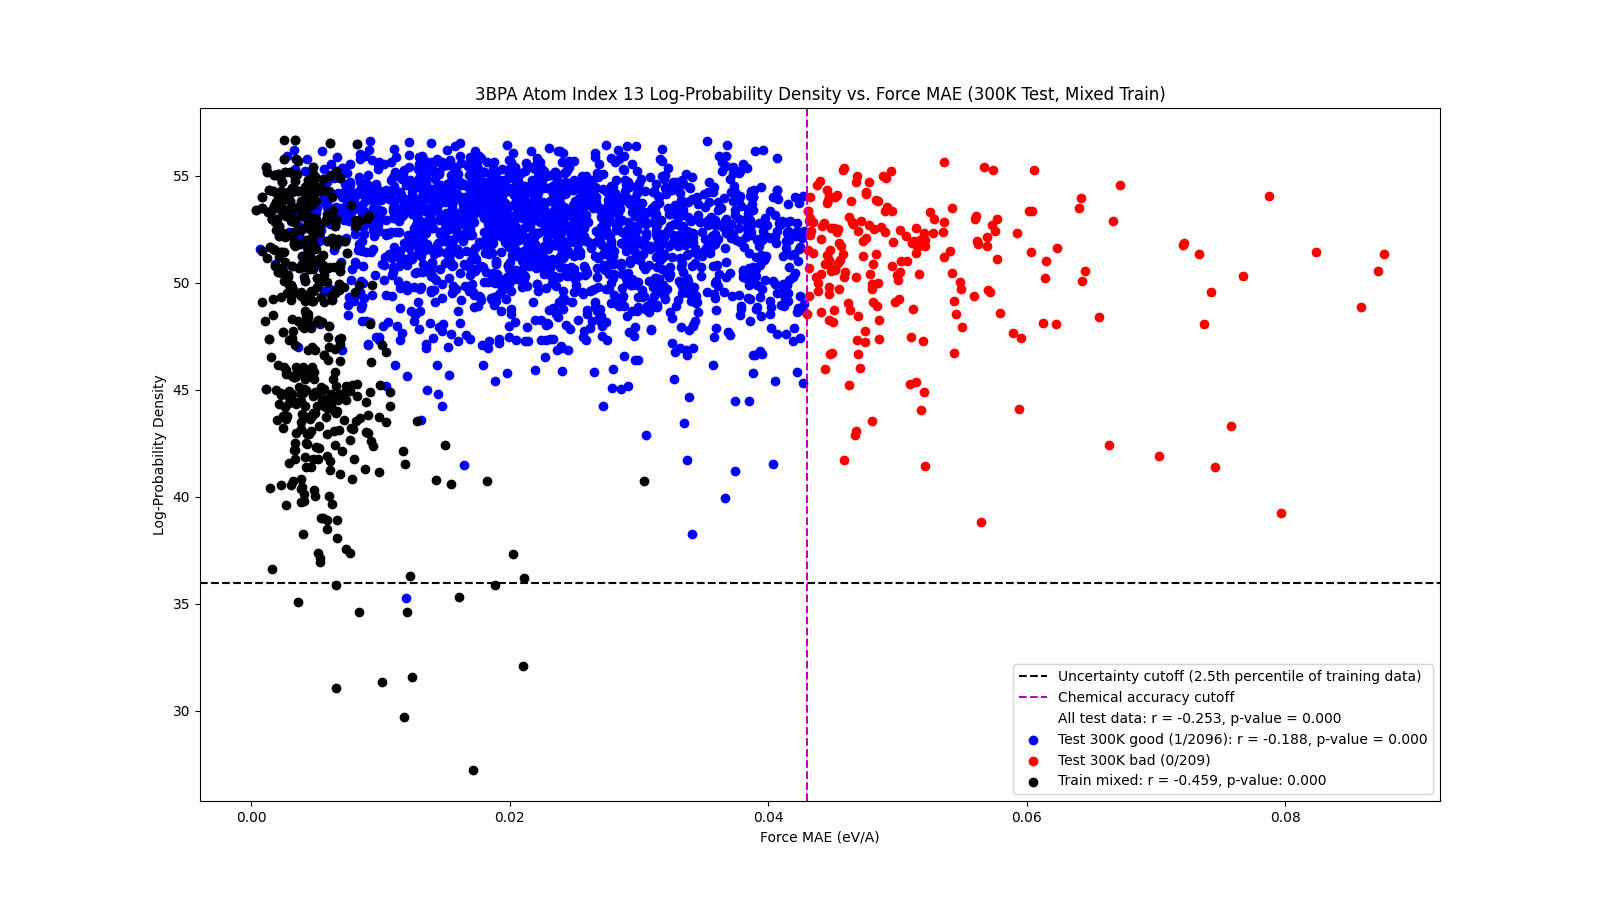 3BPA Atom Index 13 Log-Probability Density vs. Force MAE (300K Test, Mixed Train)
Log-Probability Density
55
50
45
40
35
30
Uncertainty cutoff (2.5th percentile of training data)
Chemical accuracy cutoff
All test data: r = -0.253, p-value = 0.000
Test 300K good (1/2096): r = -0.188, p-value = 0.000
Test 300K bad (0/209)
Train mixed: r = -0.459, p-value: 0.000
0.00 0.02 0.04 0.06 0.08
Force MAE (eV/A)